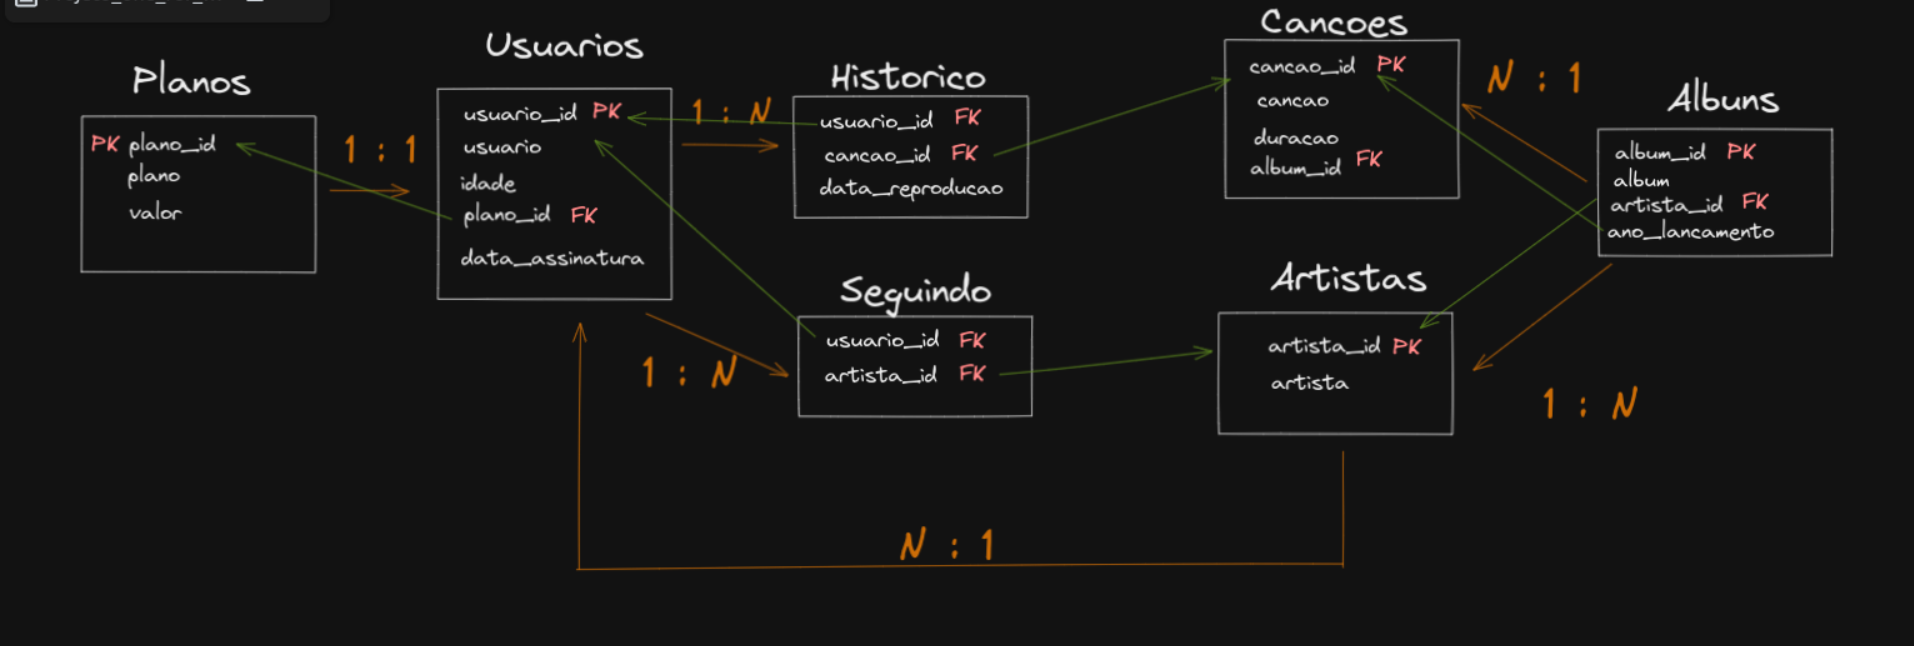 Planos
PK plano_id
plano
valor
1 : 1
Usuarios
usuario_id PK
usuario
idade
plano_id FK
data_assinatura
1 : N
Historico
usuario_id FK
cancao_id FK
data_reproducao
1 : N
Seguindo
usuario_id FK
artista_id FK
Cancoes
cancao_id PK
cancao
duracao
album_id FK
N : 1
Albuns
album_id PK
album
artista_id FK
ano_lancamento
Artistas
artista_id PK
artista
1 : N
N : 1